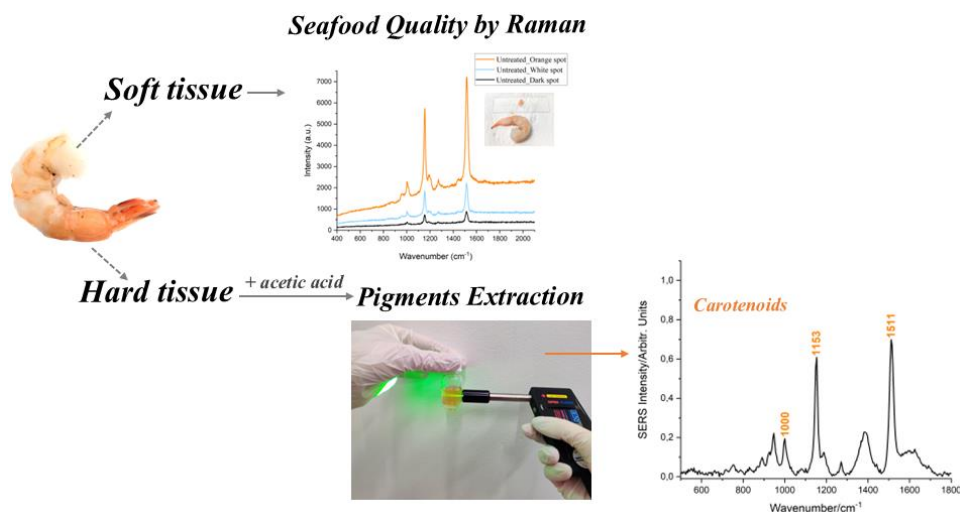 Seafood Quality by Raman
Soft tissue
Untreated_Orange spot
Untreated_White spot
Untreated_Dark spot
Intensity (a.u.)
7000
6000
5000
4000
3000
2000
1000
0
400 600 800 1000 1200 1400 1600 1800 2000
Wavenumber (cm⁻¹)
Hard tissue
+ acetic acid
Pigments Extraction
Carotenoids
SERS Intensity/Arbitr. Units
1,0
0,8
0,6
0,4
0,2
0,0
1000
1153
1511
600 800 1000 1200 1400 1600 1800
Wavenumber/cm⁻¹